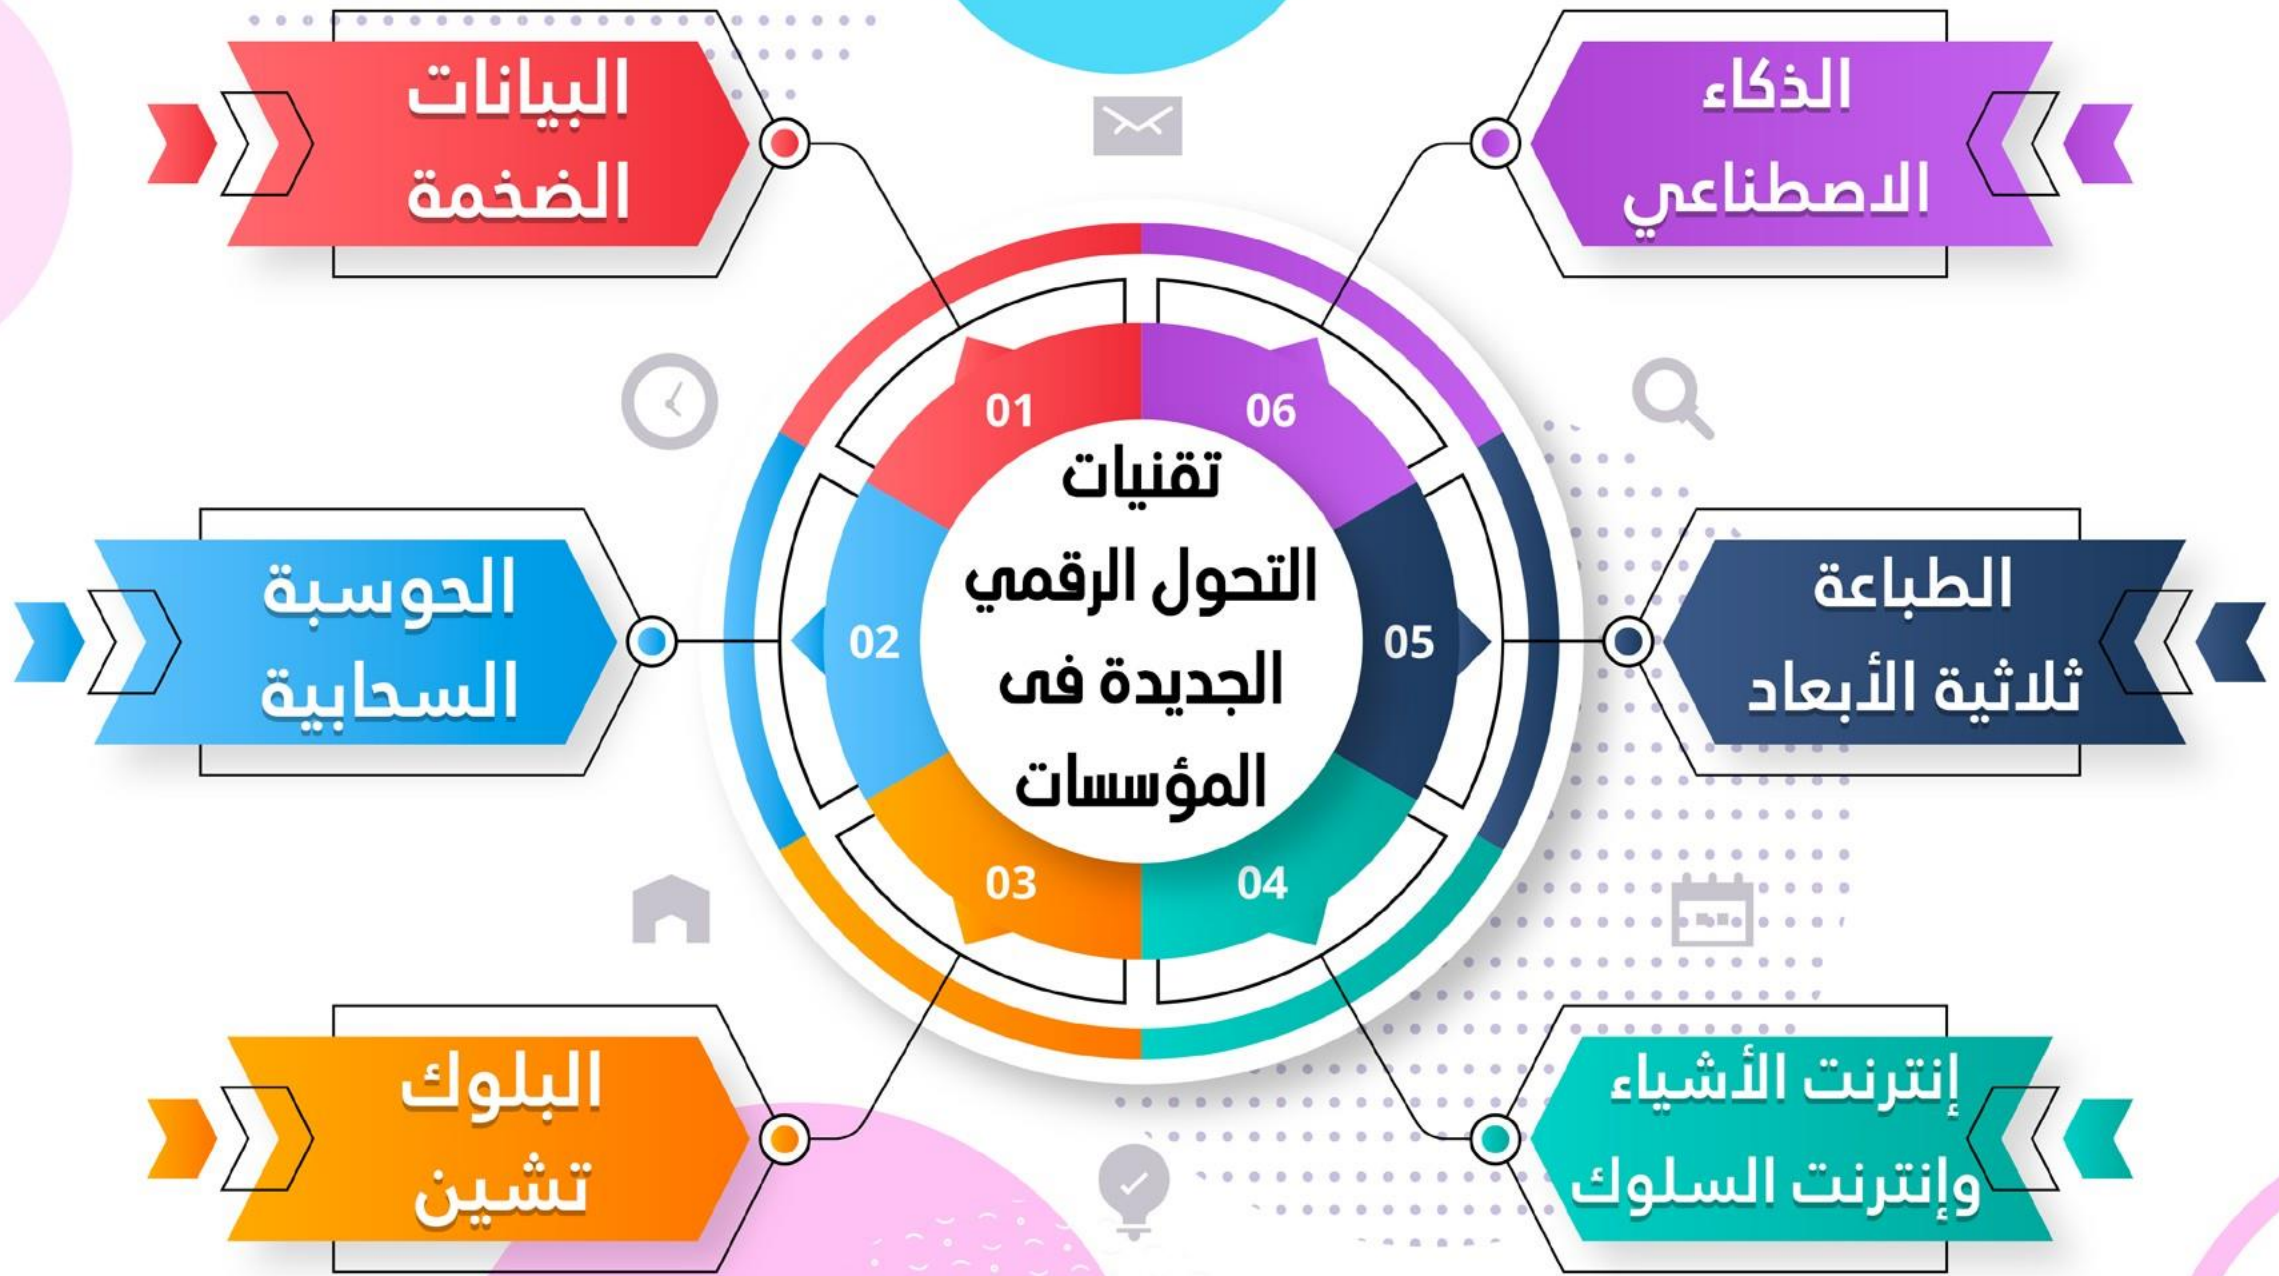 تقنيات
التحول الرقمي
الجديدة فى
المؤسسات
01
البيانات
الضخمة
02
الحوسبة
السحابية
03
البلوك
تشين
04
إنترنت الأشياء
وإنترنت السلوك
05
الطباعة
ثلاثية الأبعاد
06
الذكاء
الاصطناعي